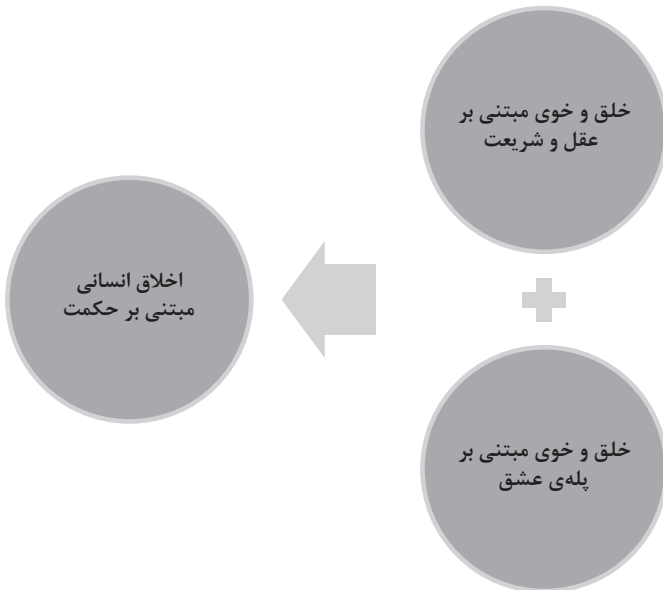 خلق و خوی مبتنی بر
عقل و شریعت
+
خلق و خوی مبتنی بر
پله‌ی عشق
اخلاق انسانی
مبتنی بر حکمت